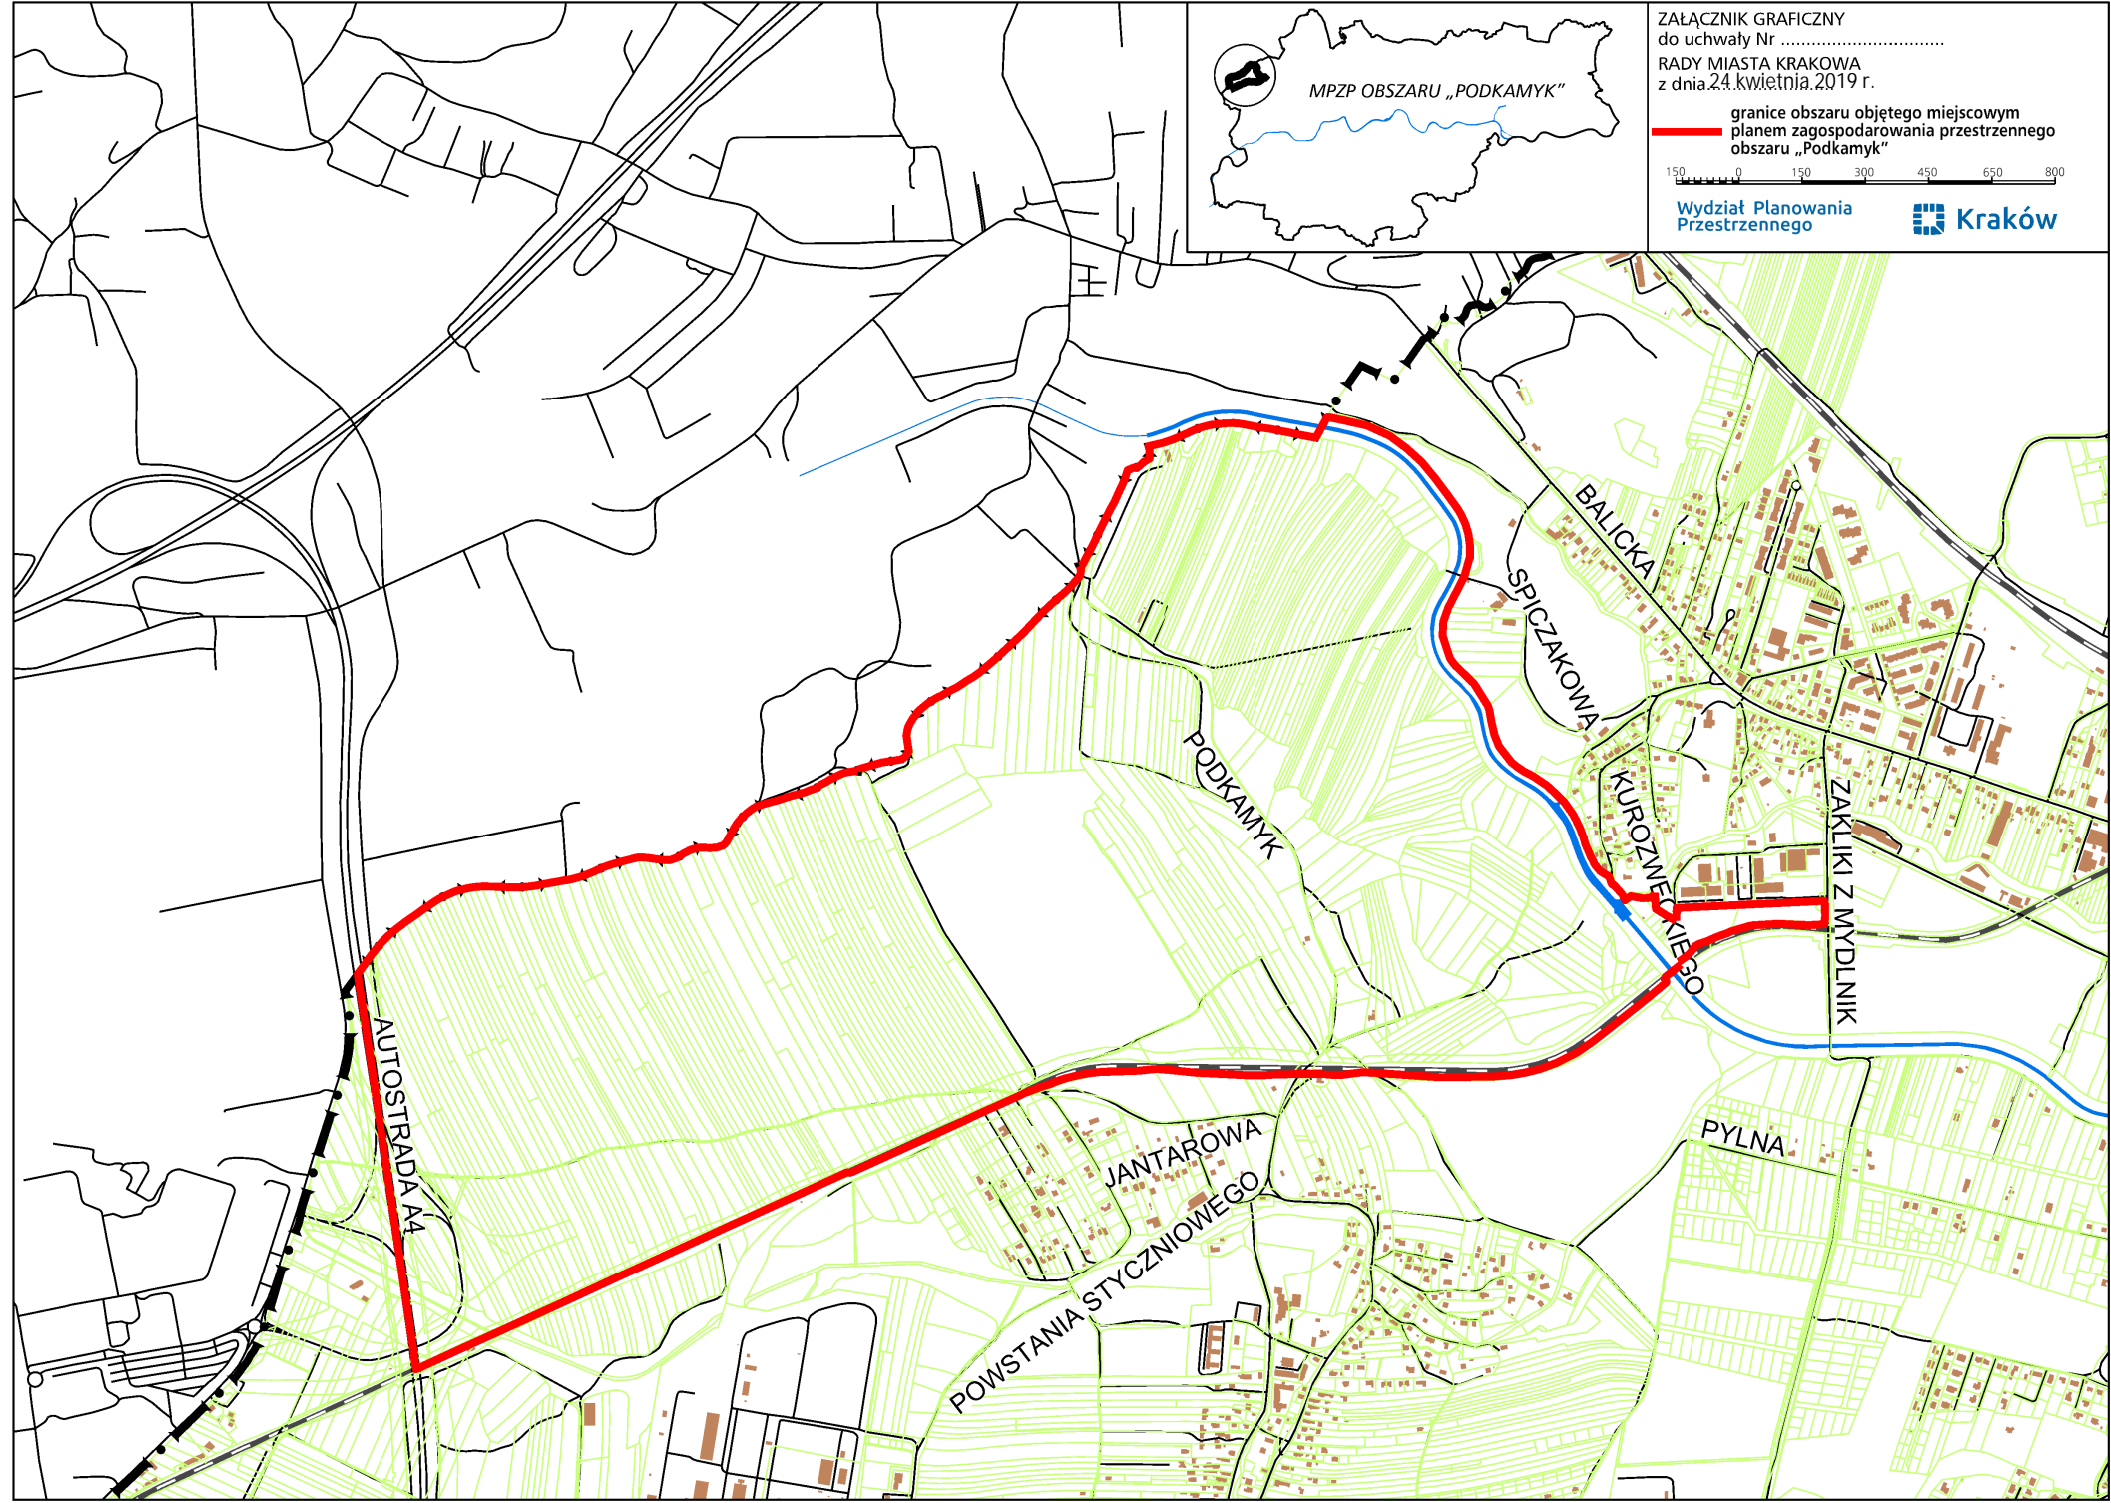 ZAŁĄCZNIK GRAFICZNY
do uchwały Nr ................................
RADY MIASTA KRAKOWA
z dnia 24 kwietnia 2019 r.
granice obszaru objętego miejscowym
planem zagospodarowania przestrzennego
obszaru „Podkamyk”
150 0 150 300 450 650 800
Wydział Planowania
Przestrzennego
Kraków
MPZP OBSZARU „PODKAMYK”
BALICKA
SPICZAKOWA
PODKAMYK
KUROZWĘCKIEGO
ZAKLIKI Z MYDLNIK
AUTOSTRADA A4
JANTAROWA
PYLNA
POWSTANIA STYCZNIOWEGO